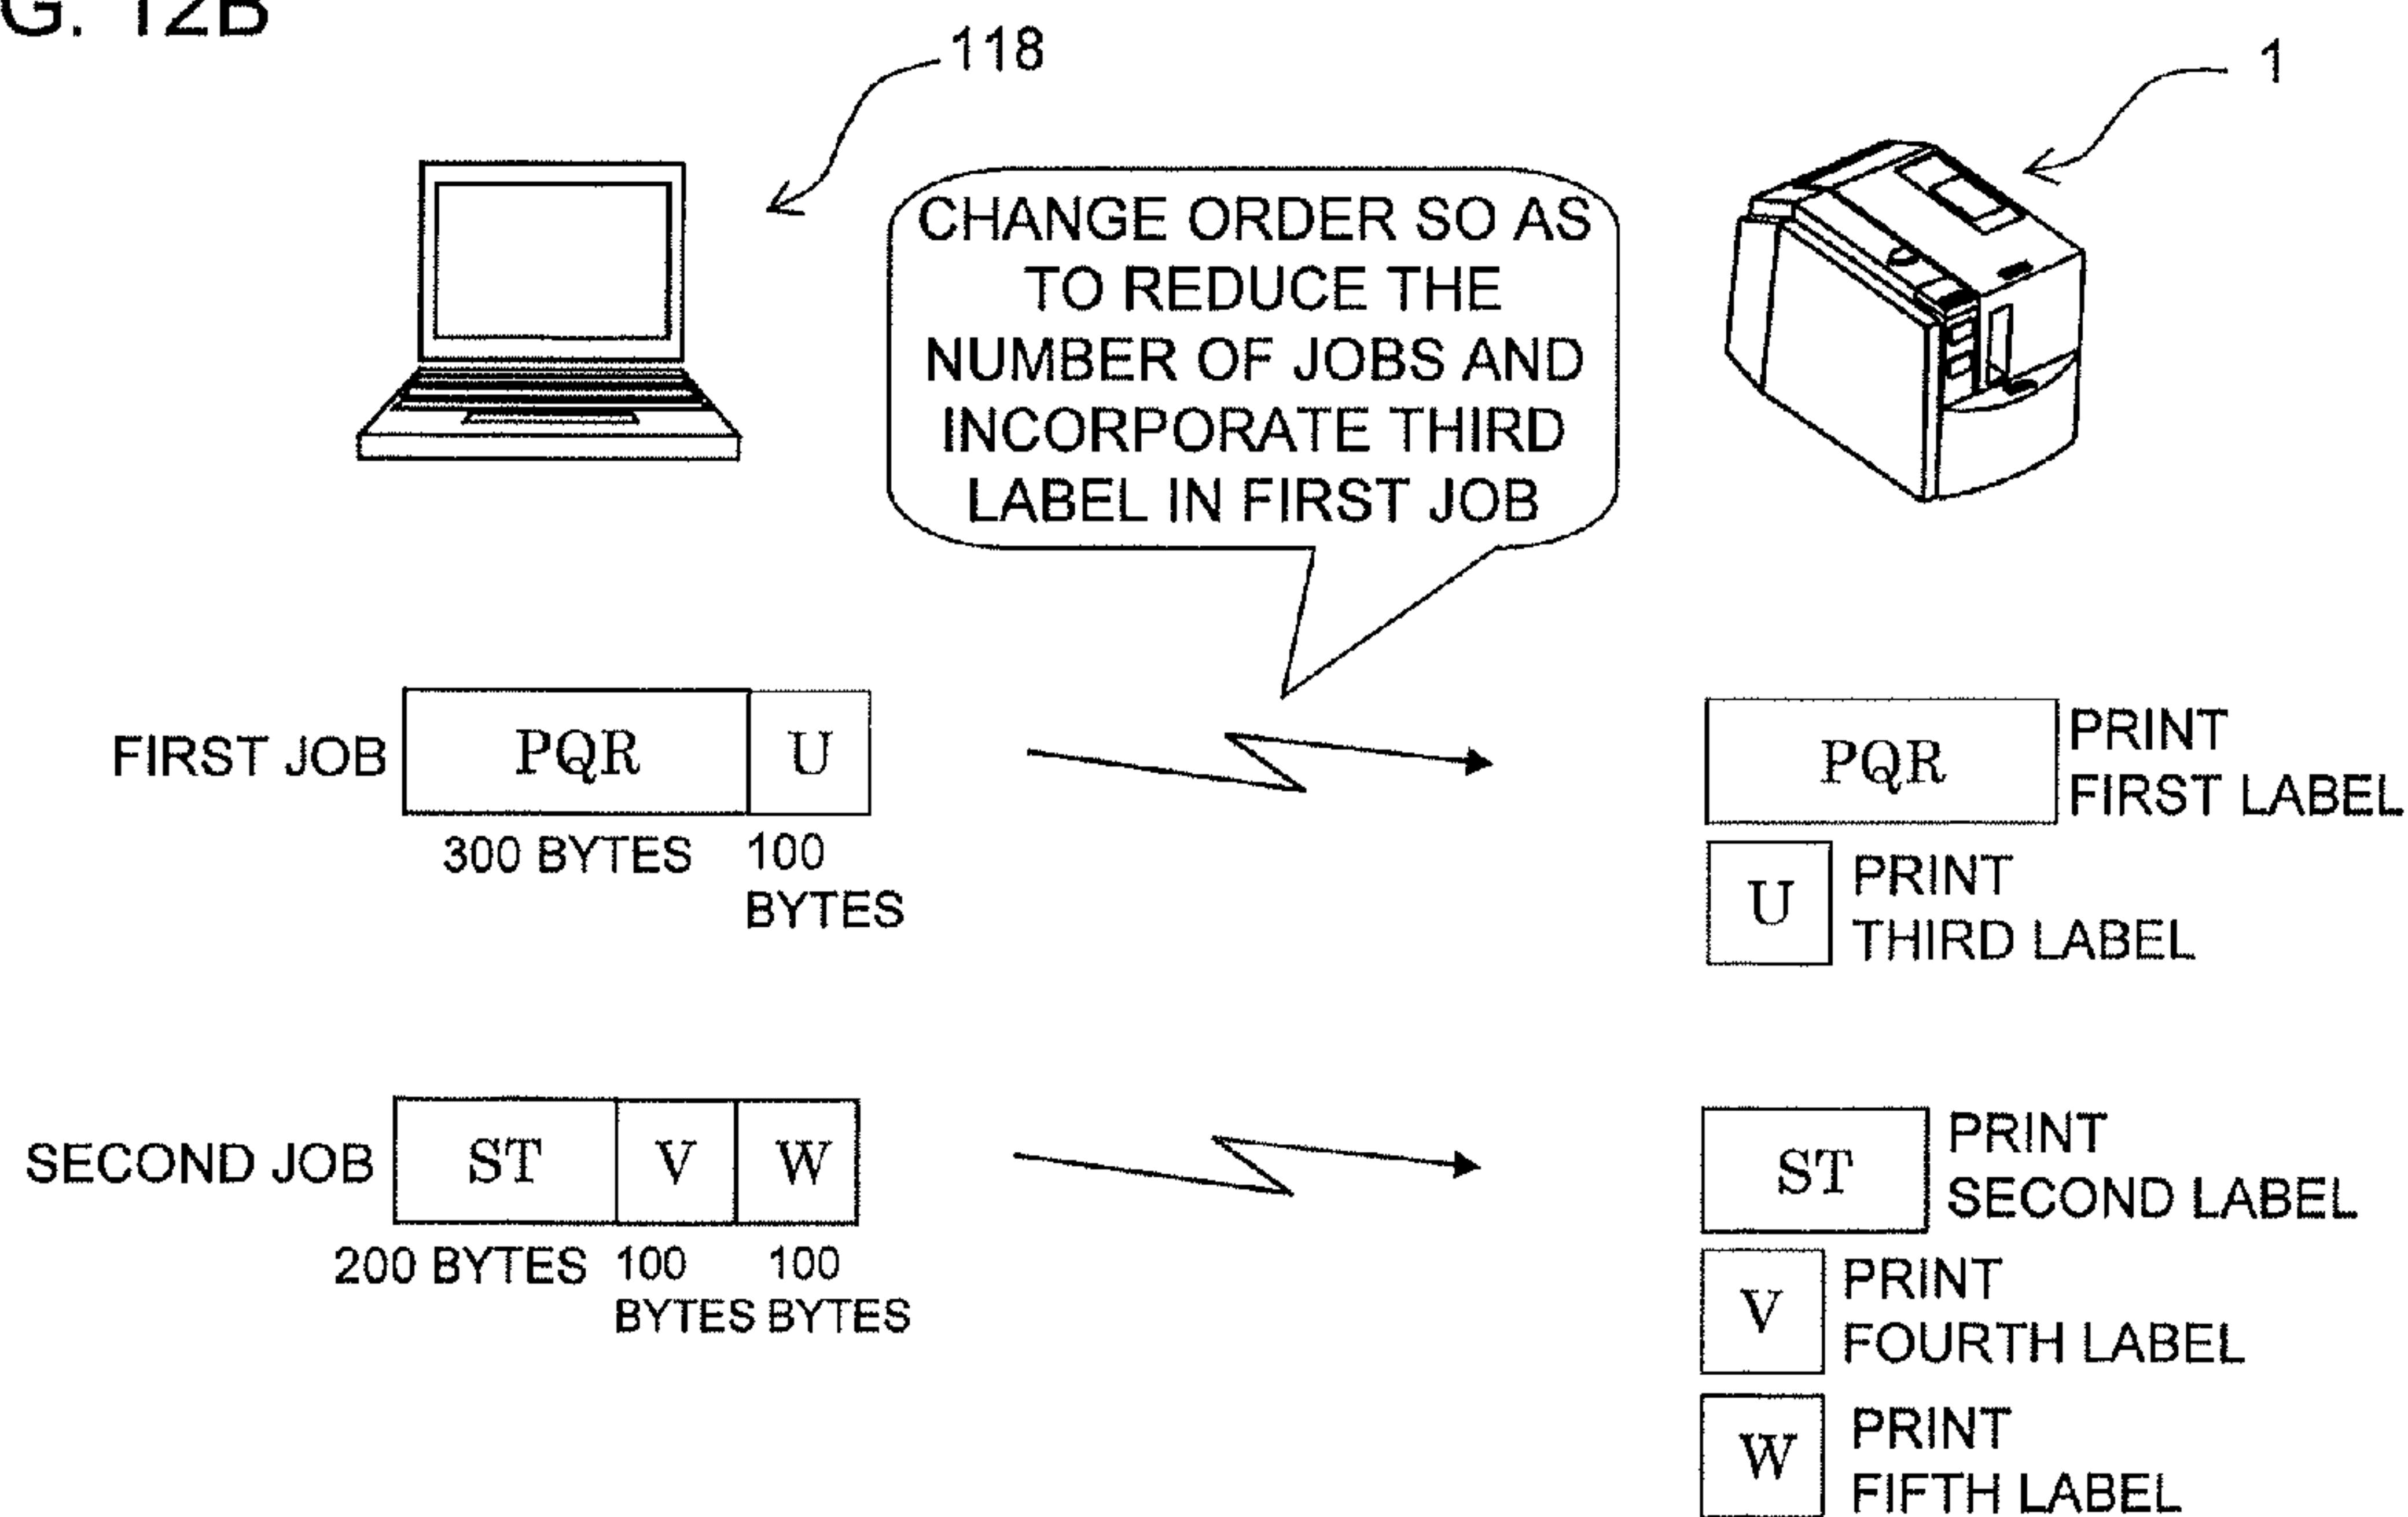 G. 12B
118
1
CHANGE ORDER SO AS
TO REDUCE THE
NUMBER OF JOBS AND
INCORPORATE THIRD
LABEL IN FIRST JOB
FIRST JOB
PQR
U
300 BYTES
100
BYTES
PQR
PRINT
FIRST LABEL
U
PRINT
THIRD LABEL
SECOND JOB
ST
V
W
200 BYTES
100
BYTES
100
BYTES
ST
PRINT
SECOND LABEL
V
PRINT
FOURTH LABEL
W
PRINT
FIFTH LABEL